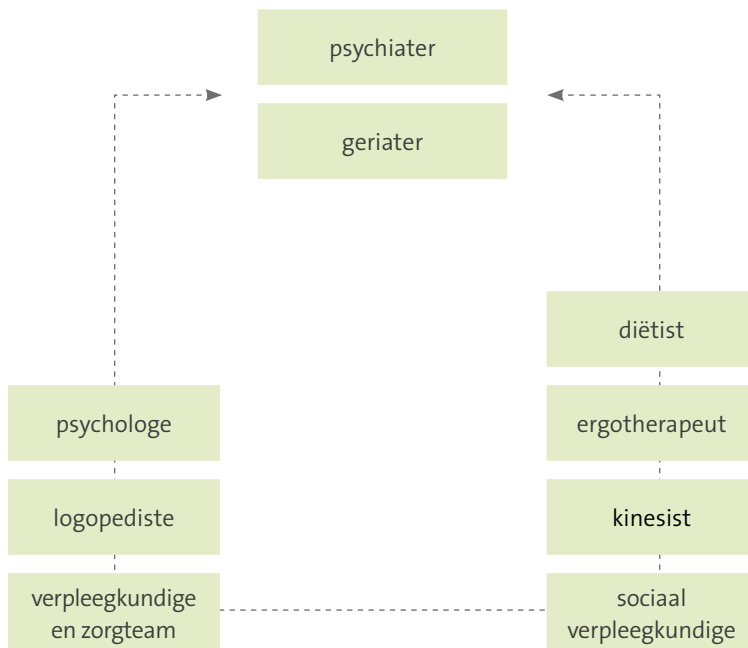 psychiater
geriater
diëtist
psychologe
ergotherapeut
logopediste
kinesist
verpleegkundige
en zorgteam
sociaal
verpleegkundige